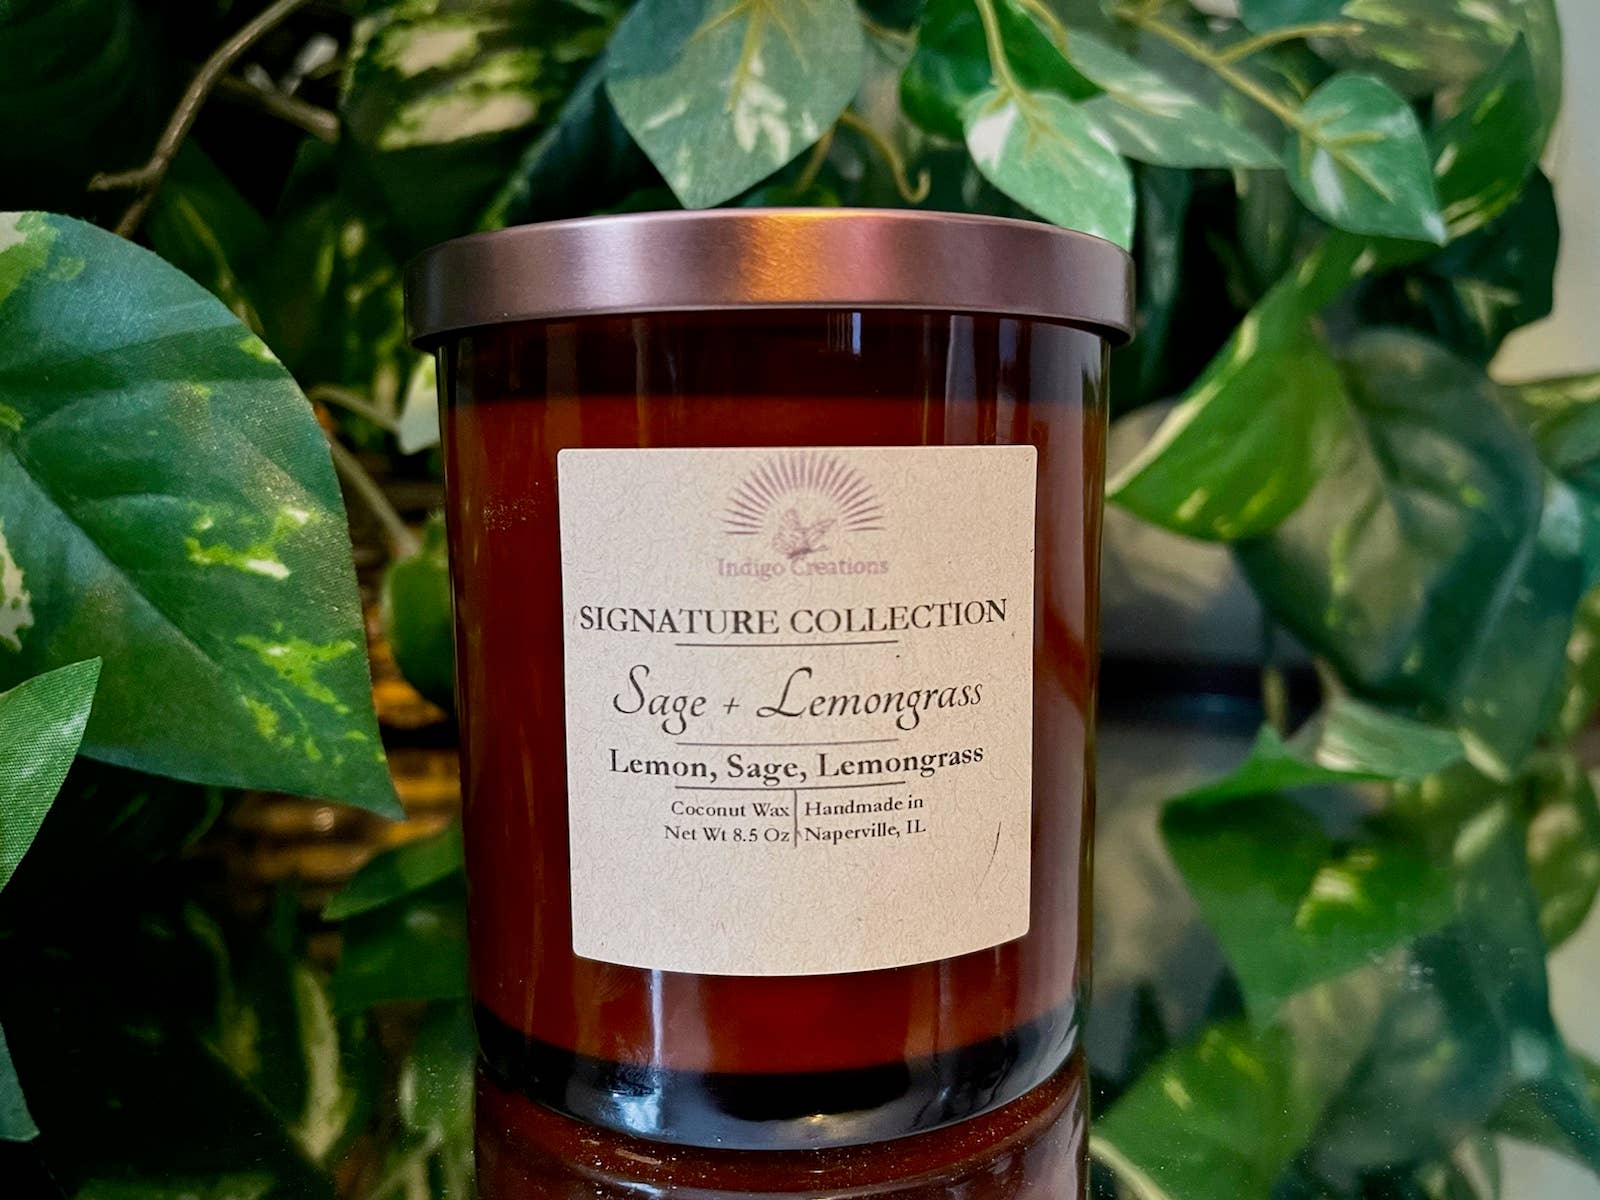 Indigo Creations
SIGNATURE COLLECTION
Sage + Lemongrass
Lemon, Sage, Lemongrass
Coconut Wax
Net Wt 8.5 Oz
Handmade in
Naperville, IL